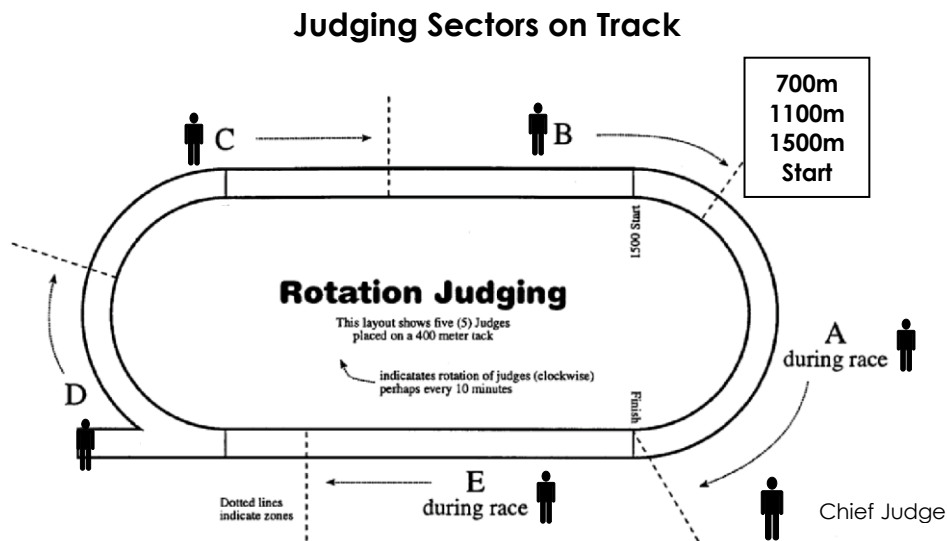 Judging Sectors on Track
700m
1100m
1500m
Start
C
B
1500 Start
Rotation Judging
This layout shows five (5) Judges
placed on a 400 meter tack
indicatates rotation of judges (clockwise)
perhaps every 10 minutes
A
during race
D
Finish
E
during race
Dotted lines
indicate zones
Chief Judge